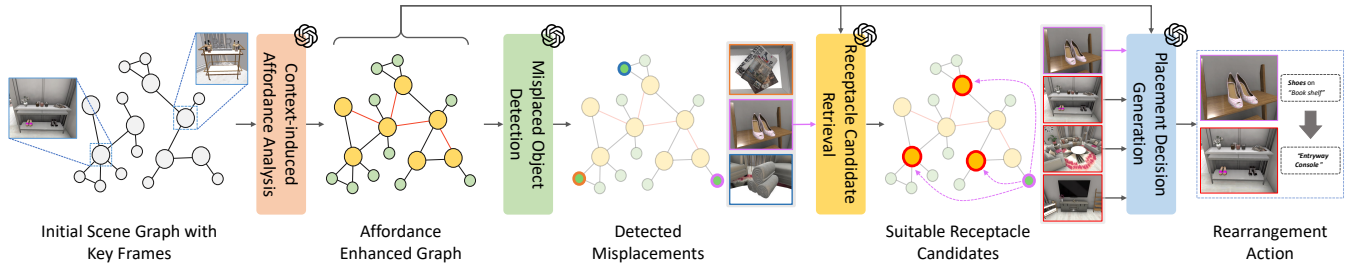 Context-induced
Affordance Analysis
Misplaced Object
Detection
Receptacle Candidate
Retrieval
Placement Decision
Generation
Shoes on
"Book shelf"
"Entryway
Console"
Initial Scene Graph with
Key Frames
Affordance
Enhanced Graph
Detected
Misplacements
Suitable Receptacle
Candidates
Rearrangement
Action